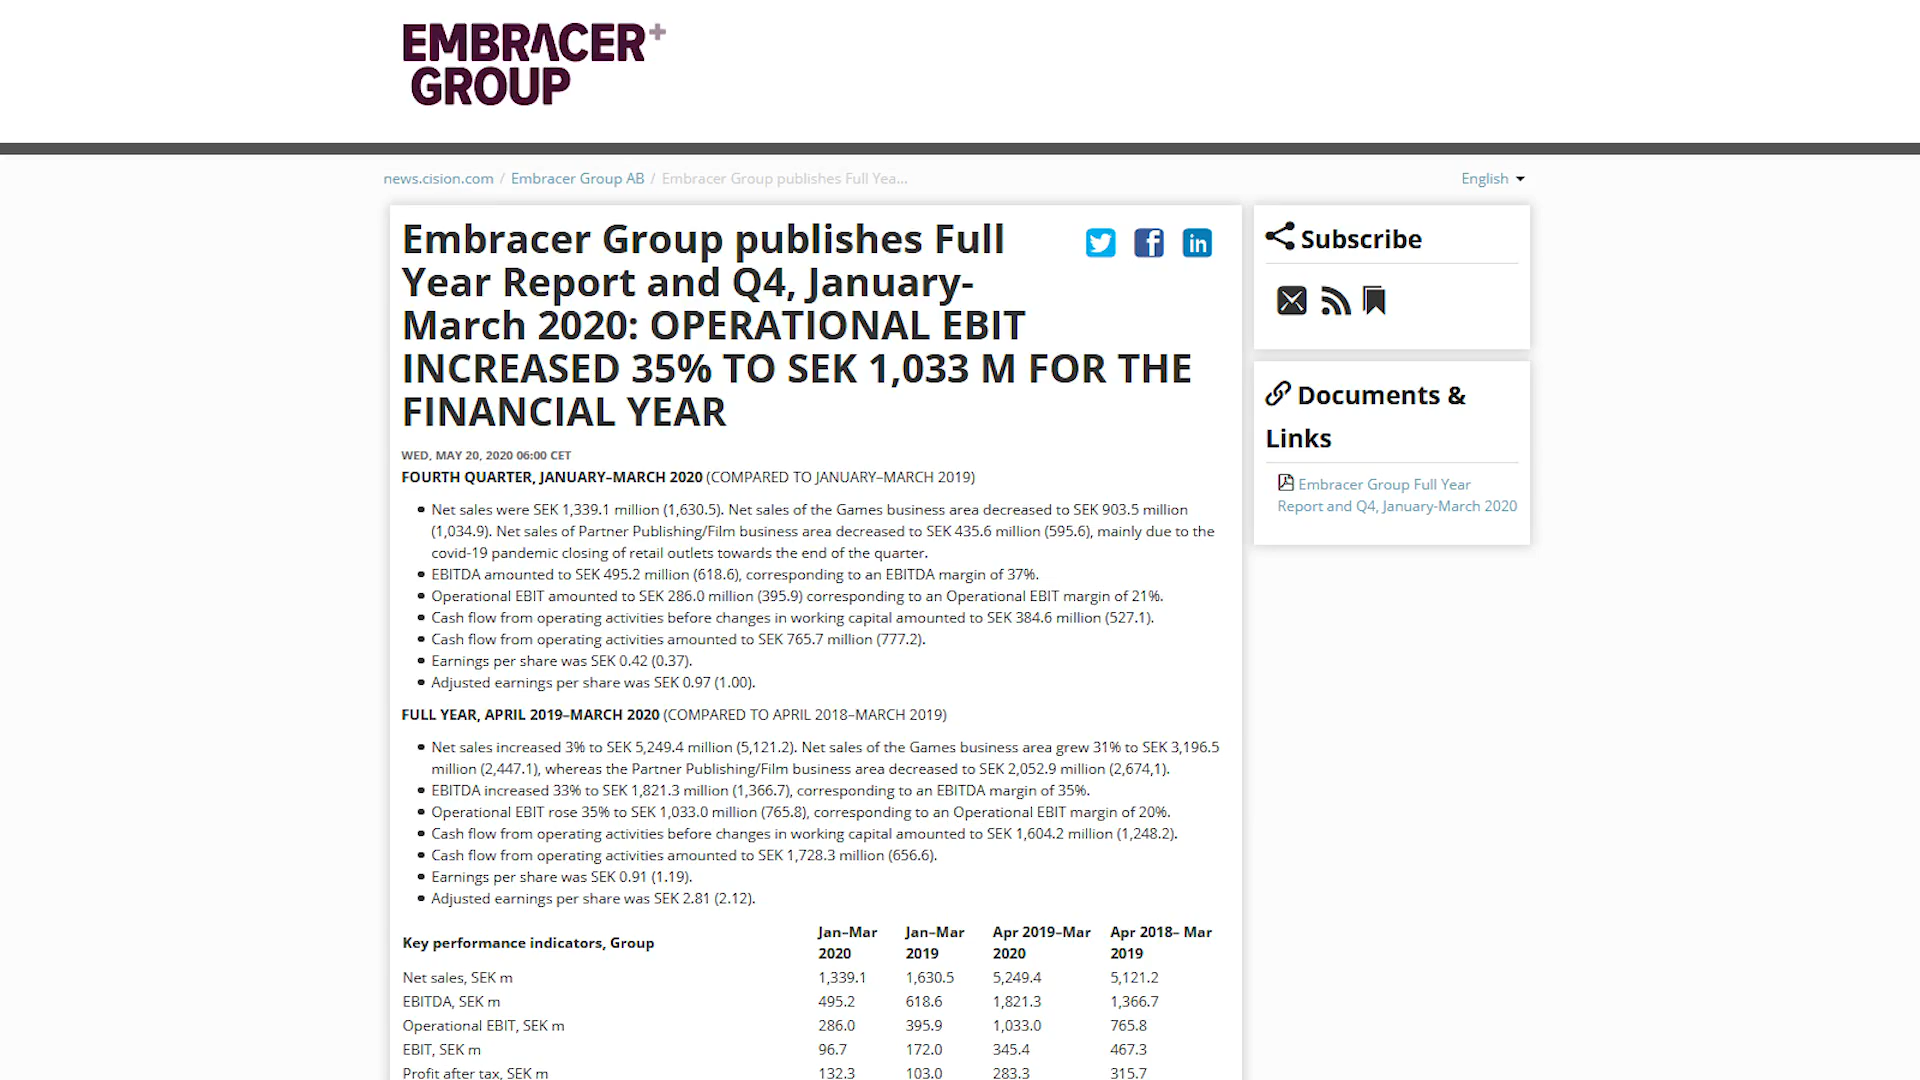 EMBRACER+
GROUP
news.cision.com / Embracer Group AB / Embracer Group publishes Full Yea...
English
Embracer Group publishes Full
Year Report and Q4, January-
March 2020: OPERATIONAL EBIT
INCREASED 35% TO SEK 1,033 M FOR THE
FINANCIAL YEAR
WED, MAY 20, 2020 06:00 CET
FOURTH QUARTER, JANUARY–MARCH 2020 (COMPARED TO JANUARY–MARCH 2019)
• Net sales were SEK 1,339.1 million (1,630.5). Net sales of the Games business area decreased to SEK 903.5 million
(1,034.9). Net sales of Partner Publishing/Film business area decreased to SEK 435.6 million (595.6), mainly due to the
covid-19 pandemic closing of retail outlets towards the end of the quarter.
• EBITDA amounted to SEK 495.2 million (618.6), corresponding to an EBITDA margin of 37%.
• Operational EBIT amounted to SEK 286.0 million (395.9) corresponding to an Operational EBIT margin of 21%.
• Cash flow from operating activities before changes in working capital amounted to SEK 384.6 million (527.1).
• Cash flow from operating activities amounted to SEK 765.7 million (777.2).
• Earnings per share was SEK 0.42 (0.37).
• Adjusted earnings per share was SEK 0.97 (1.00).
FULL YEAR, APRIL 2019–MARCH 2020 (COMPARED TO APRIL 2018–MARCH 2019)
• Net sales increased 3% to SEK 5,249.4 million (5,121.2). Net sales of the Games business area grew 31% to SEK 3,196.5
million (2,447.1), whereas the Partner Publishing/Film business area decreased to SEK 2,052.9 million (2,674,1).
• EBITDA increased 33% to SEK 1,821.3 million (1,366.7), corresponding to an EBITDA margin of 35%.
• Operational EBIT rose 35% to SEK 1,033.0 million (765.8), corresponding to an Operational EBIT margin of 20%.
• Cash flow from operating activities before changes in working capital amounted to SEK 1,604.2 million (1,248.2).
• Cash flow from operating activities amounted to SEK 1,728.3 million (656.6).
• Earnings per share was SEK 0.91 (1.19).
• Adjusted earnings per share was SEK 2.81 (2.12).
Key performance indicators, Group Jan–Mar 2020 Jan–Mar 2019 Apr 2019–Mar 2020 Apr 2018– Mar 2019
Net sales, SEK m 1,339.1 1,630.5 5,249.4 5,121.2
EBITDA, SEK m 495.2 618.6 1,821.3 1,366.7
Operational EBIT, SEK m 286.0 395.9 1,033.0 765.8
EBIT, SEK m 96.7 172.0 345.4 467.3
Profit after tax, SEK m 132.3 103.0 283.3 315.7
Subscribe
Documents &
Links
Embracer Group Full Year
Report and Q4, January-March 2020